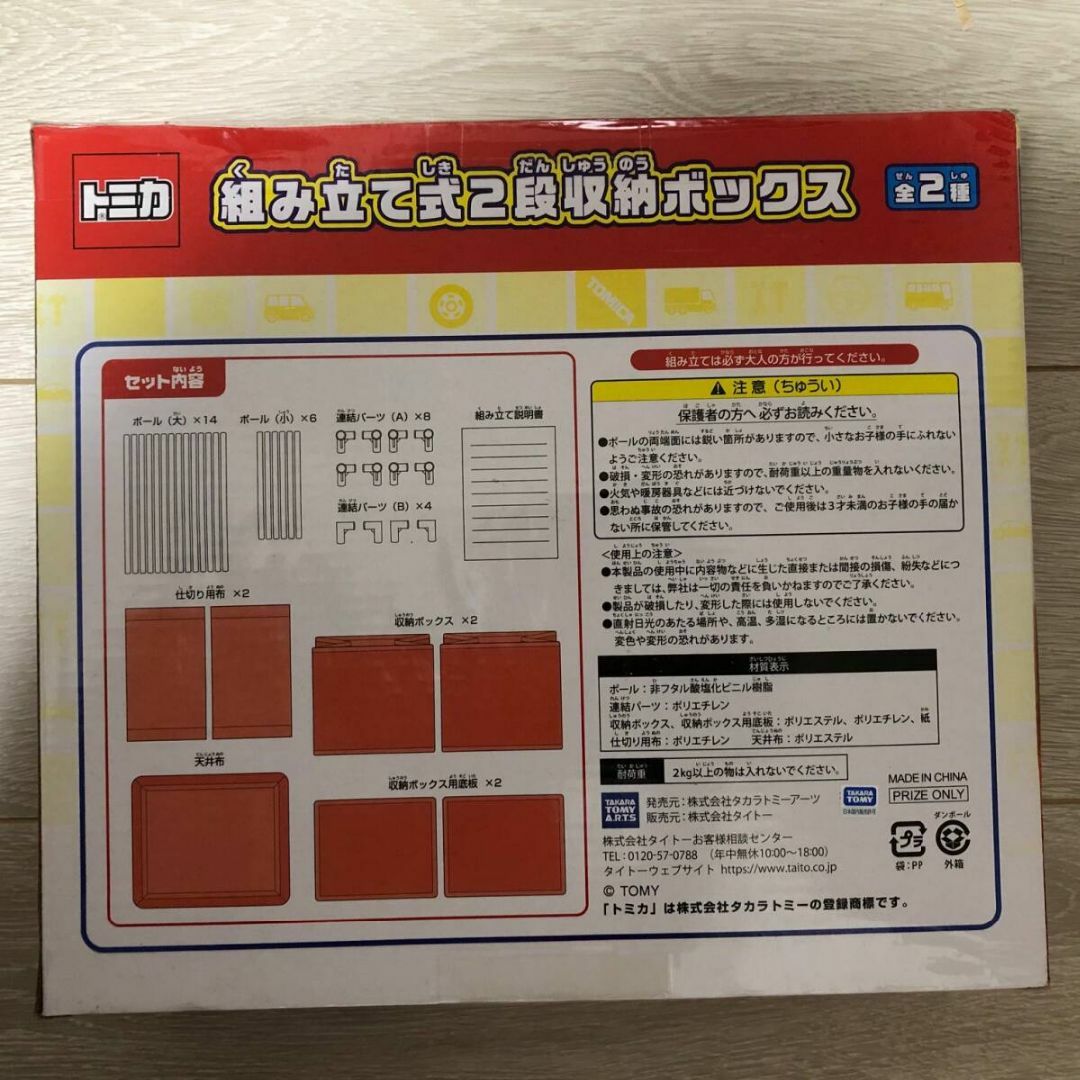 トミカ
組み立て式2段収納ボックス
全2種
TOMICA
セット内容
ポール(大)×14
ポール(小)×6
連結パーツ(A)×8
組み立て説明書
連結パーツ(B)×4
仕切り用布 ×2
収納ボックス ×2
天井布
収納ボックス用底板 ×2
組み立ては必ず大人の方が行ってください。
注意(ちゅうい)
保護者の方へ 必ずお読みください。
●ポールの両端面には鋭い箇所がありますので、小さなお子様の手にふれない
ようご注意ください。
●破損・変形の恐れがありますので、耐荷重以上の重量物を入れないください。
●火気や暖房器具などには近づけないでください。
●思わぬ事故の恐れがありますので、ご使用後は3才未満のお子様の手の届か
ない所に保管してください。
<使用上の注意>
●本製品の使用中に内容物などに生じた直接または間接の損傷、紛失などにつ
きましては、弊社は一切の責任を負いかねますのでご了承ください。
●製品が破損したり、変形した際には使用しないでください。
●直射日光のあたる場所や、高温、多湿になるところには置かないでください。
変色や変形の恐れがあります。
材質表示
ポール:非フタル酸塩化ビニル樹脂
連結パーツ:ポリエチレン
収納ボックス、収納ボックス用底板:ポリエステル、ポリエチレン、紙
仕切り用布:ポリエチレン 天井布:ポリエステル
耐荷重 2kg以上の物は入れないでください。
TAKARA TOMY A.R.T.S
発売元:株式会社タカラトミーアーツ
販売元:株式会社タイトー
TAKARA TOMY
日本国内販売許可
MADE IN CHINA
PRIZE ONLY
株式会社タイトーお客様相談センター
TEL:0120-57-0788 (年中無休10:00〜18:00)
タイトーウェブサイト https://www.taito.co.jp
プラ
袋:PP
ダンボール
外箱
© TOMY
「トミカ」は株式会社タカラトミーの登録商標です。